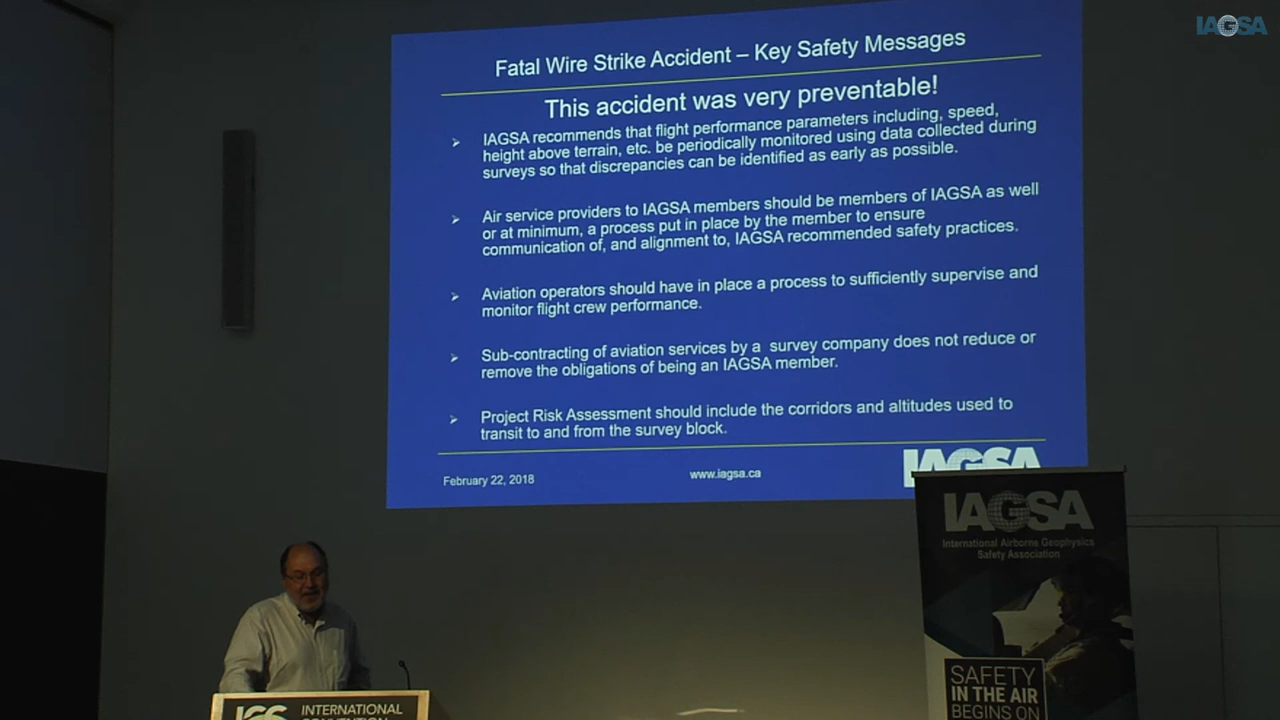 IAGSA
Fatal Wire Strike Accident – Key Safety Messages
This accident was very preventable!
➢ IAGSA recommends that flight performance parameters including, speed,
height above terrain, etc. be periodically monitored using data collected during
surveys so that discrepancies can be identified as early as possible.
➢ Air service providers to IAGSA members should be members of IAGSA as well
or at minimum, a process put in place by the member to ensure
communication of, and alignment to, IAGSA recommended safety practices.
➢ Aviation operators should have in place a process to sufficiently supervise and
monitor flight crew performance.
➢ Sub-contracting of aviation services by a survey company does not reduce or
remove the obligations of being an IAGSA member.
➢ Project Risk Assessment should include the corridors and altitudes used to
transit to and from the survey block.
February 22, 2018
www.iagsa.ca
IAGSA
IAGSA
International Airborne Geophysics
Safety Association
SAFETY
IN THE AIR
BEGINS ON
INTERNATIONAL
CONVENTION